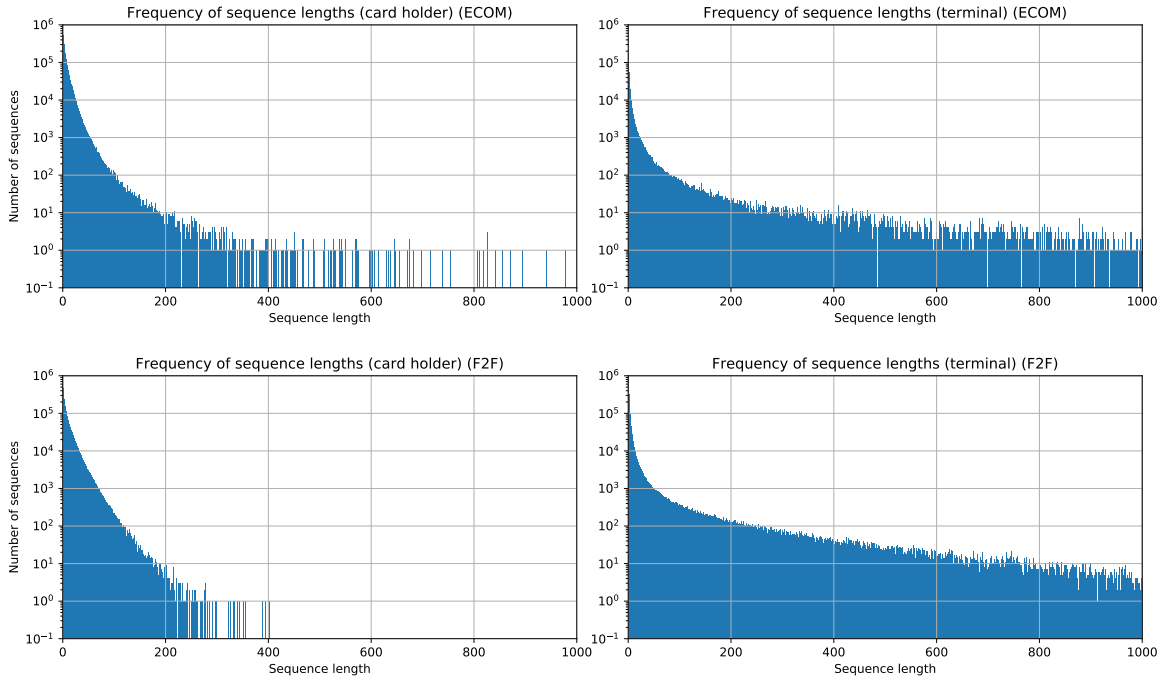 Frequency of sequence lengths (card holder) (ECOM)
Number of sequences
10^6
10^5
10^4
10^3
10^2
10^1
10^0
10^−1
0 200 400 600 800 1000
Sequence length
Frequency of sequence lengths (terminal) (ECOM)
10^6
10^5
10^4
10^3
10^2
10^1
10^0
10^−1
0 200 400 600 800 1000
Sequence length
Frequency of sequence lengths (card holder) (F2F)
Number of sequences
10^6
10^5
10^4
10^3
10^2
10^1
10^0
10^−1
0 200 400 600 800 1000
Sequence length
Frequency of sequence lengths (terminal) (F2F)
10^6
10^5
10^4
10^3
10^2
10^1
10^0
10^−1
0 200 400 600 800 1000
Sequence length